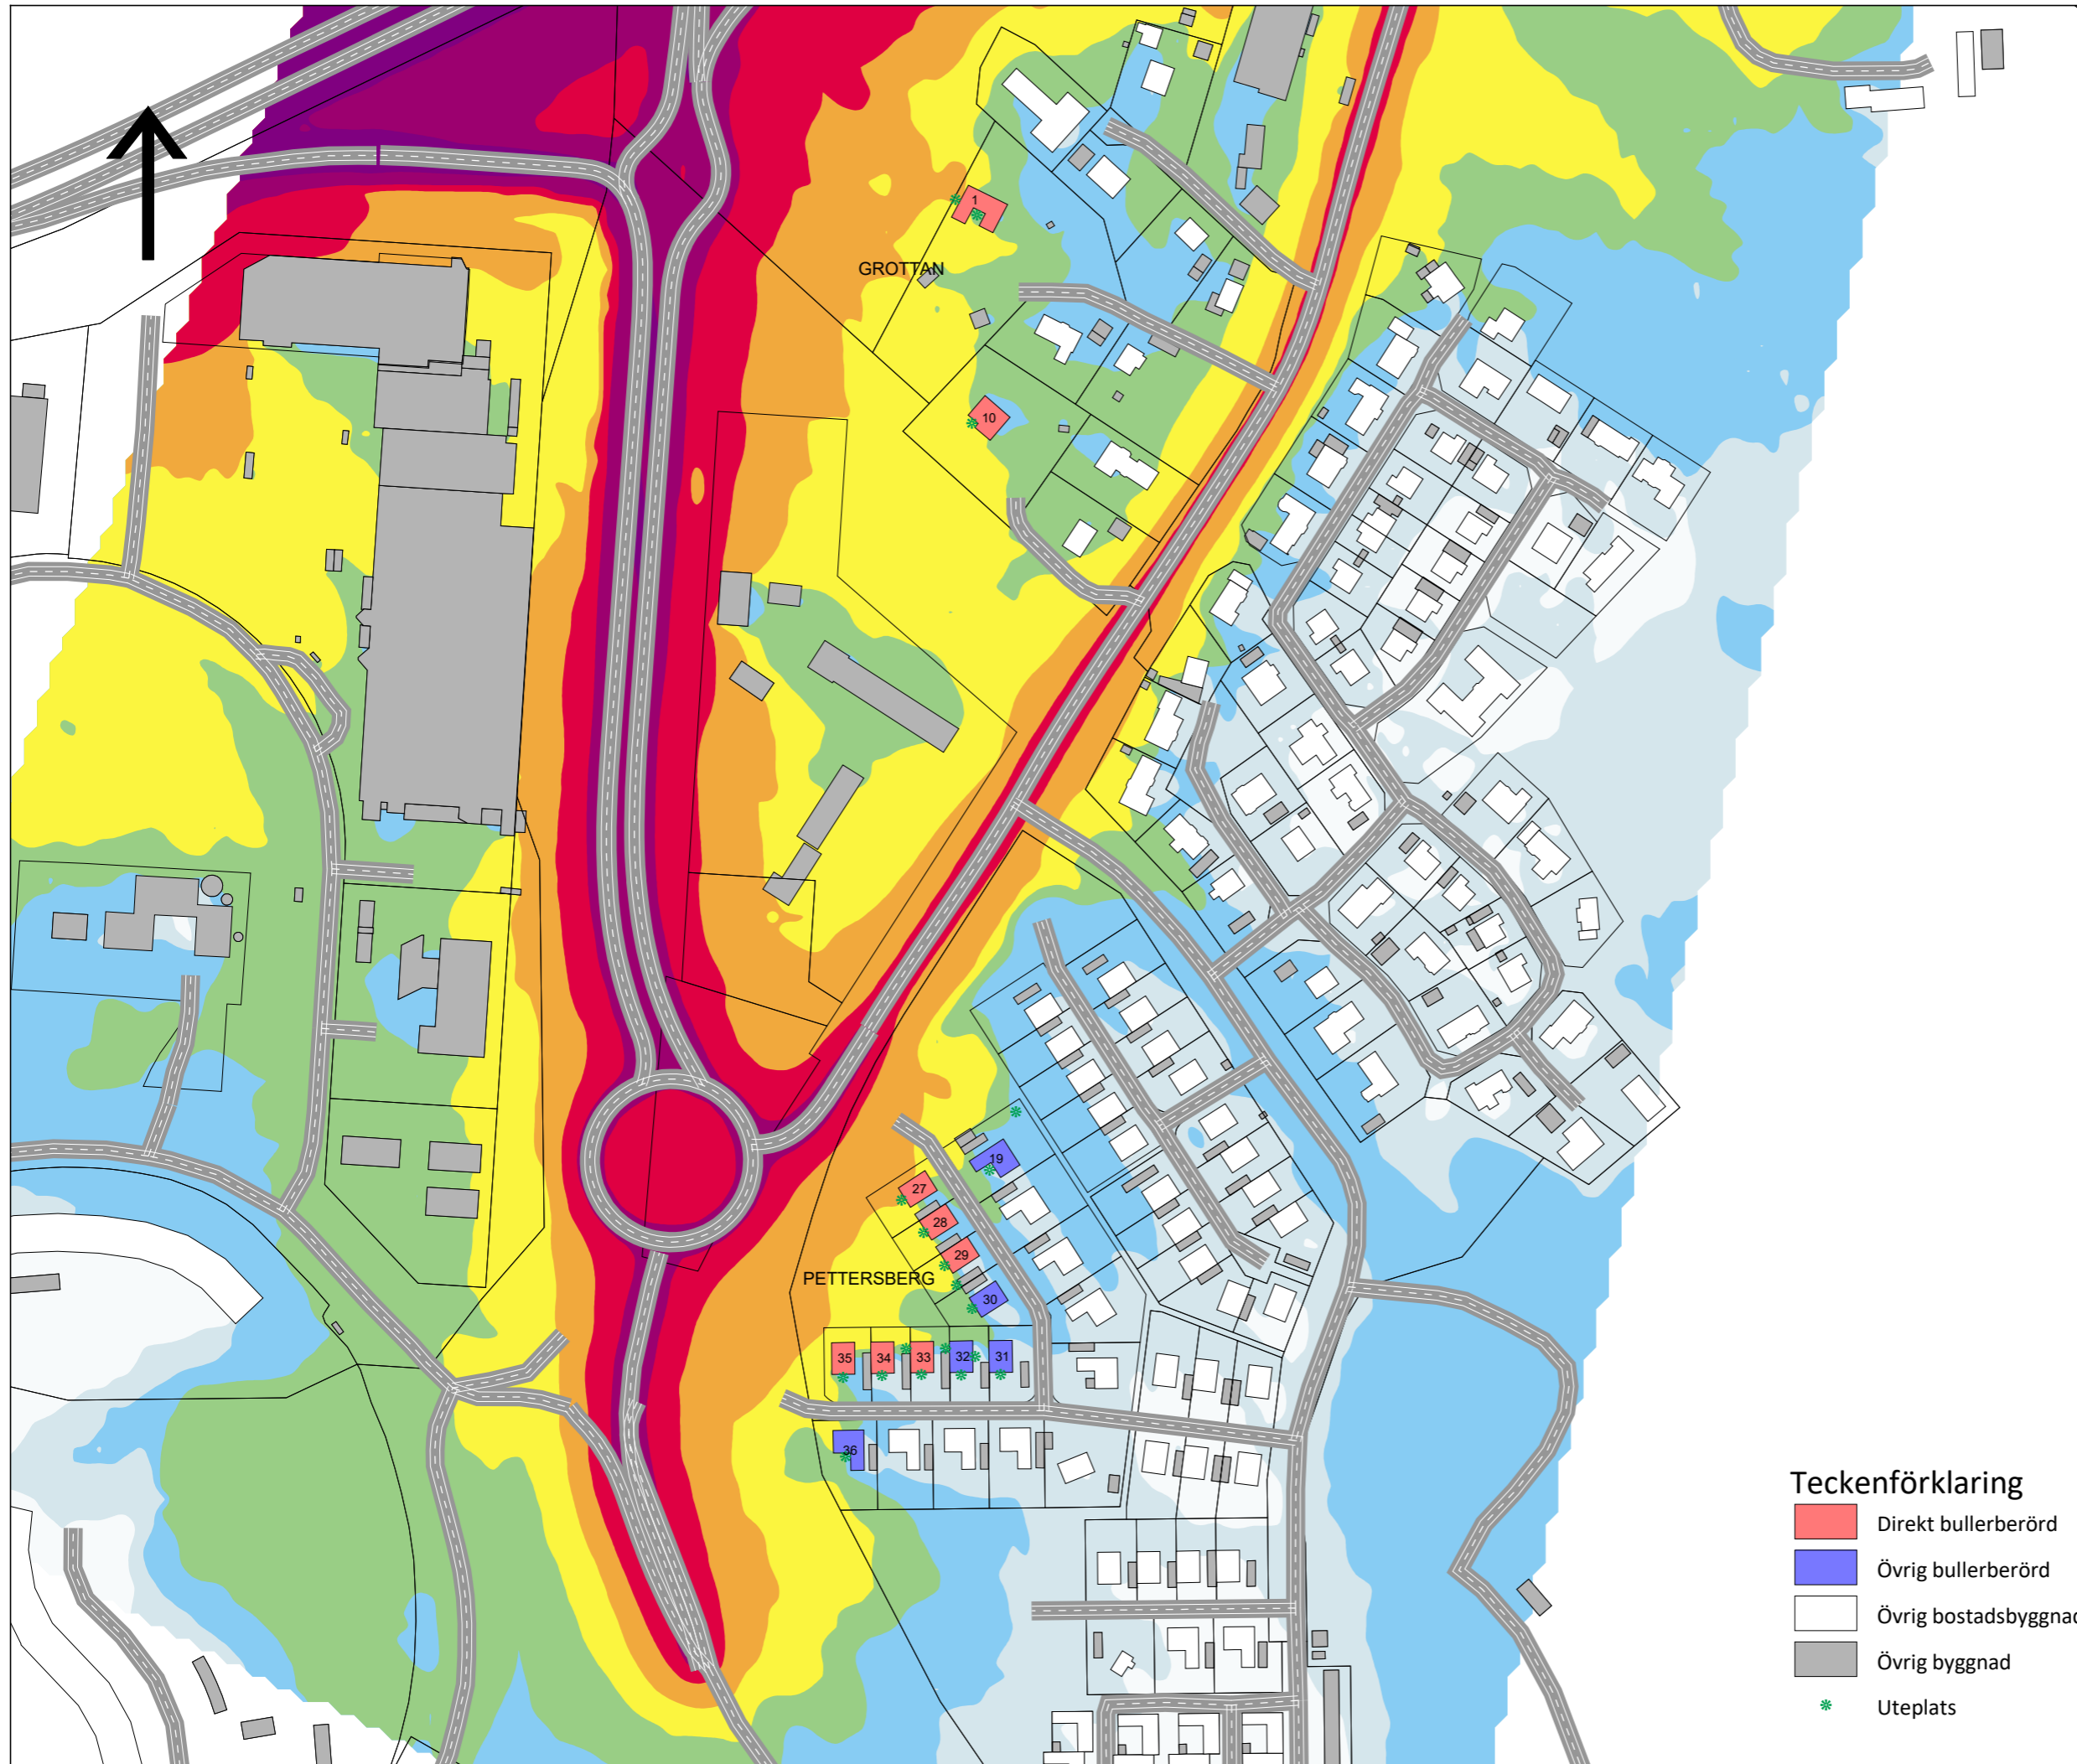 1
GROTTAN
10
19
27
28
29
PETTERSBERG
30
35
34
33
32
31
36
Teckenförklaring
Direkt bullerberörd
Övrig bullerberörd
Övrig bostadsbyggnad
Övrig byggnad
Uteplats